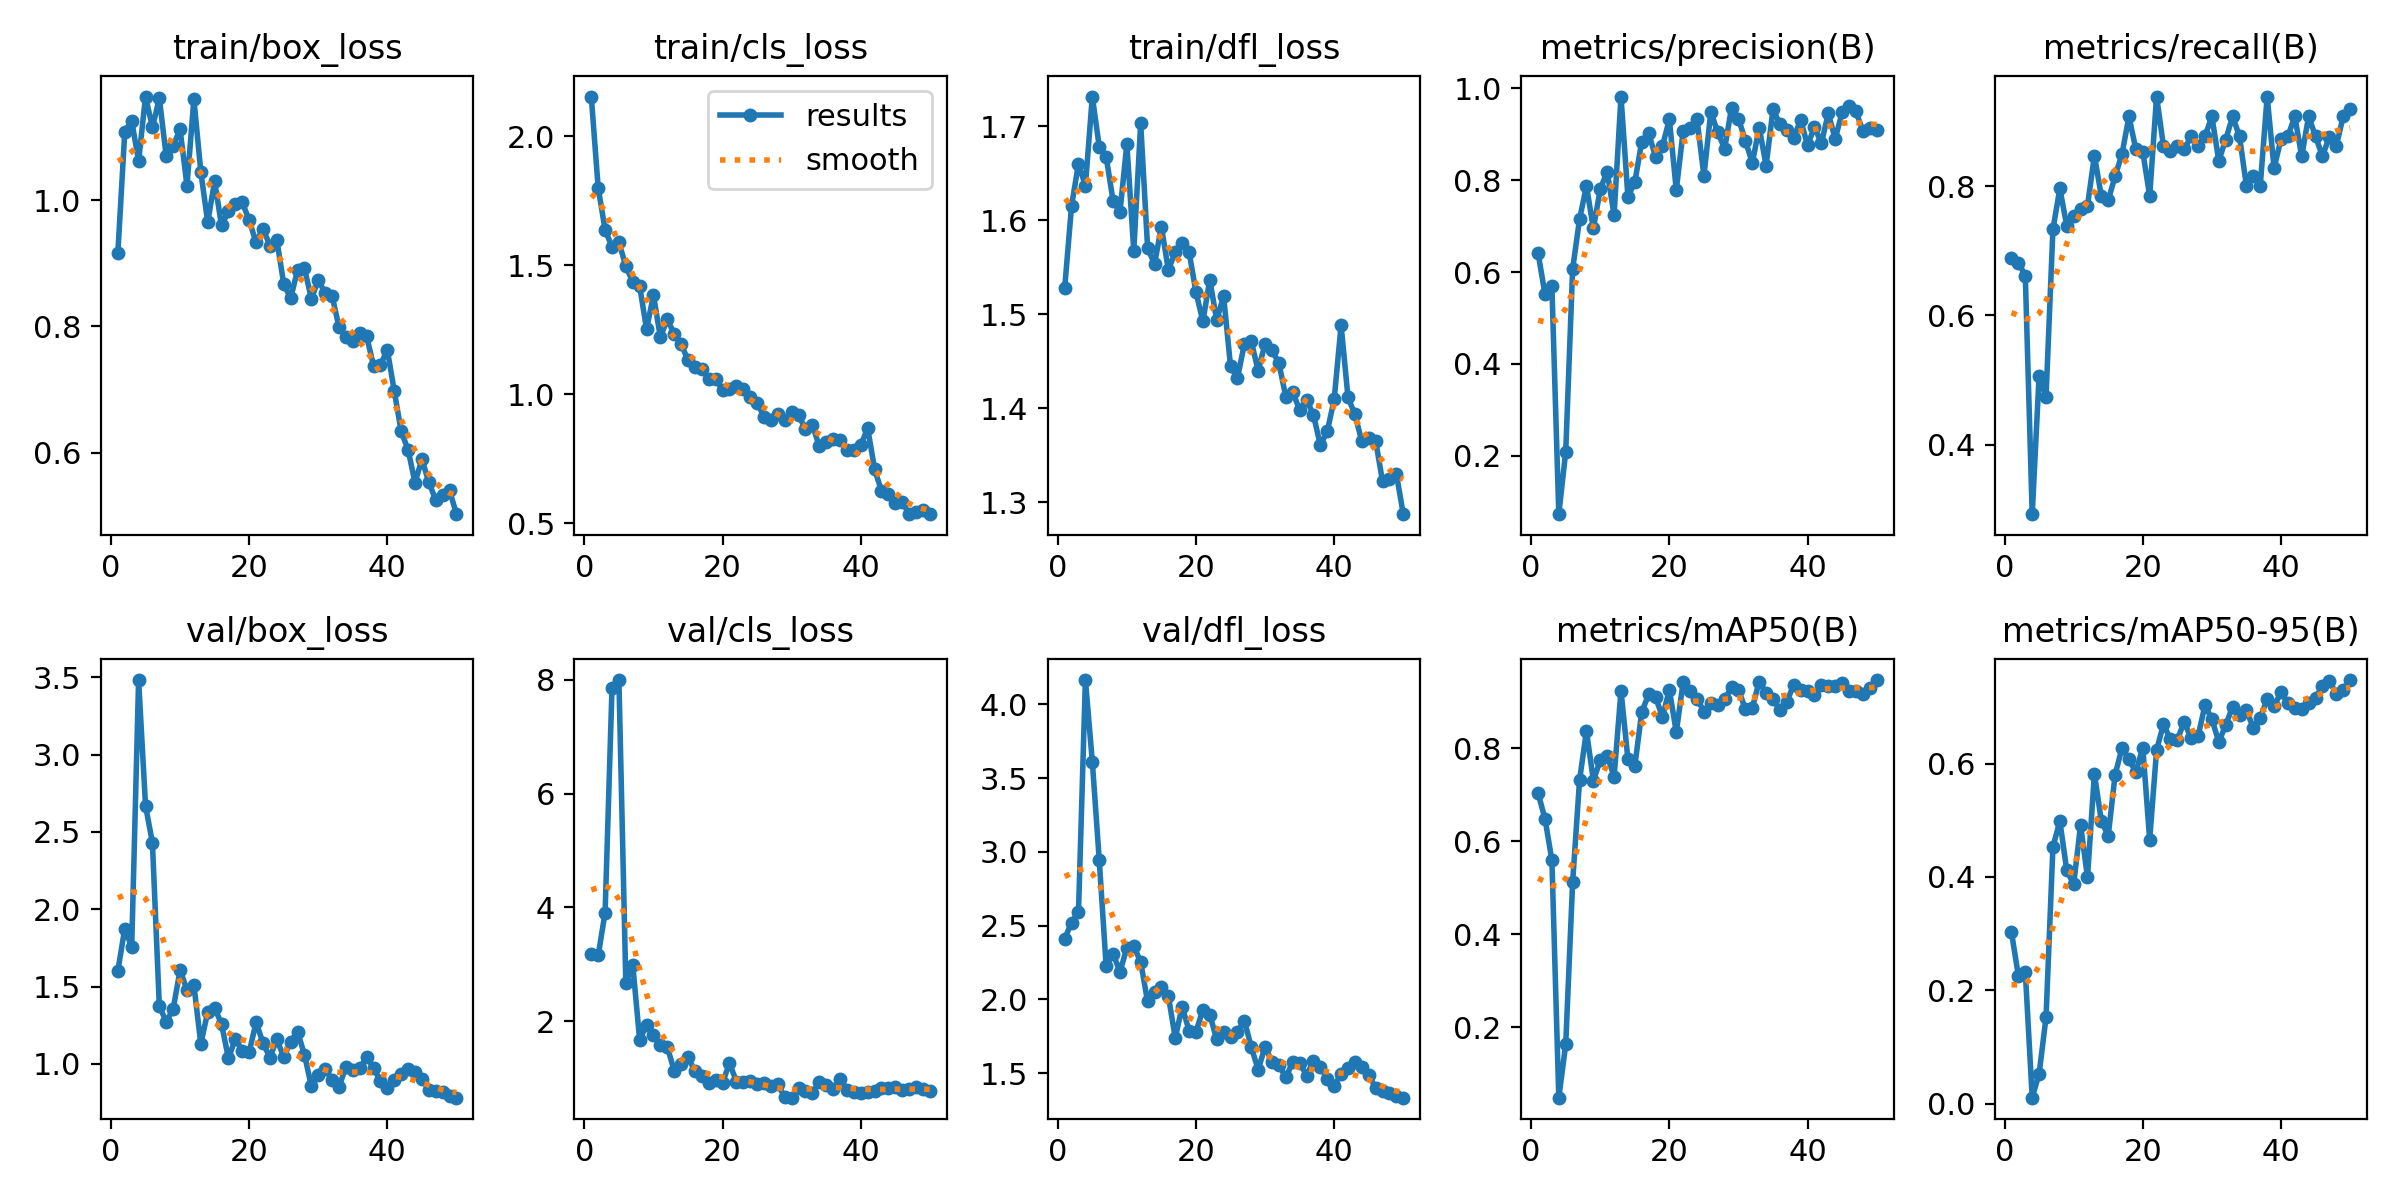 train/box_loss
train/cls_loss
train/dfl_loss
metrics/precision(B)
metrics/recall(B)
1.0
0.8
0.6
0 20 40
2.0
1.5
1.0
0.5
0 20 40
results
smooth
1.7
1.6
1.5
1.4
1.3
0 20 40
1.0
0.8
0.6
0.4
0.2
0 20 40
0.8
0.6
0.4
0 20 40
val/box_loss
val/cls_loss
val/dfl_loss
metrics/mAP50(B)
metrics/mAP50-95(B)
3.5
3.0
2.5
2.0
1.5
1.0
0 20 40
8
6
4
2
0 20 40
4.0
3.5
3.0
2.5
2.0
1.5
0 20 40
0.8
0.6
0.4
0.2
0 20 40
0.6
0.4
0.2
0.0
0 20 40